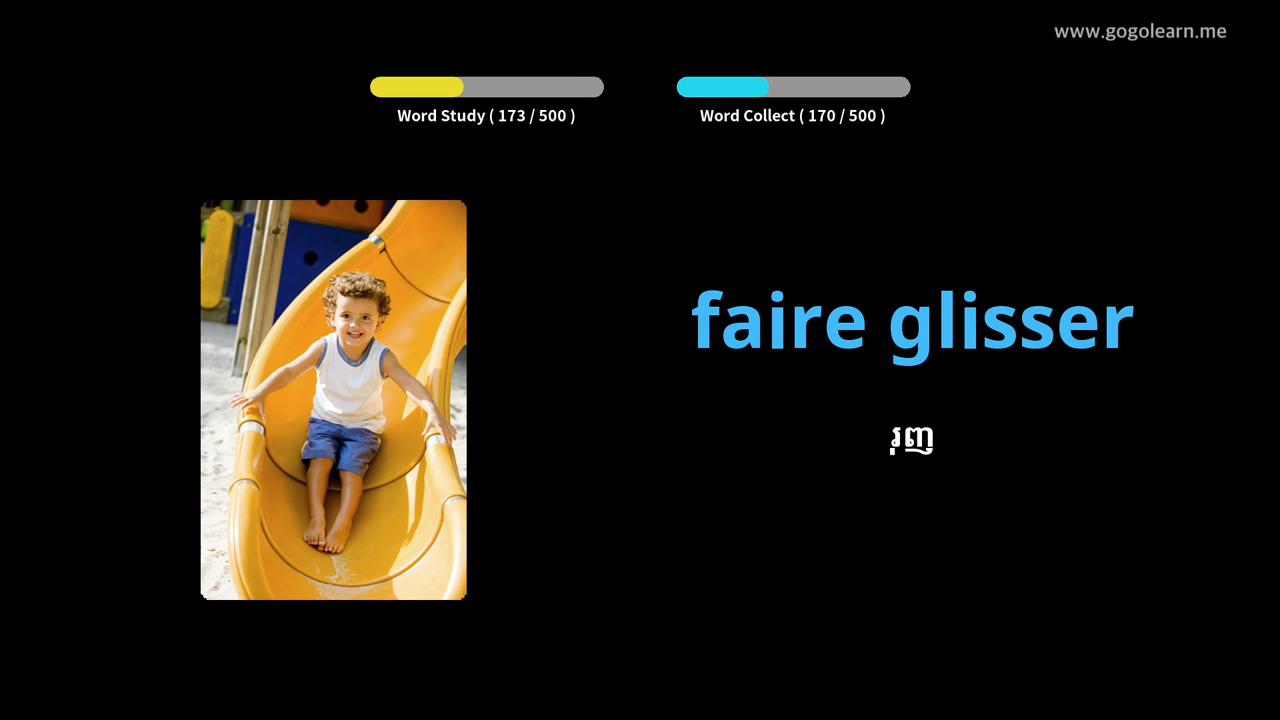 www.gogolearn.me
Word Study ( 173 / 500 )
Word Collect ( 170 / 500 )
faire glisser
រុញ